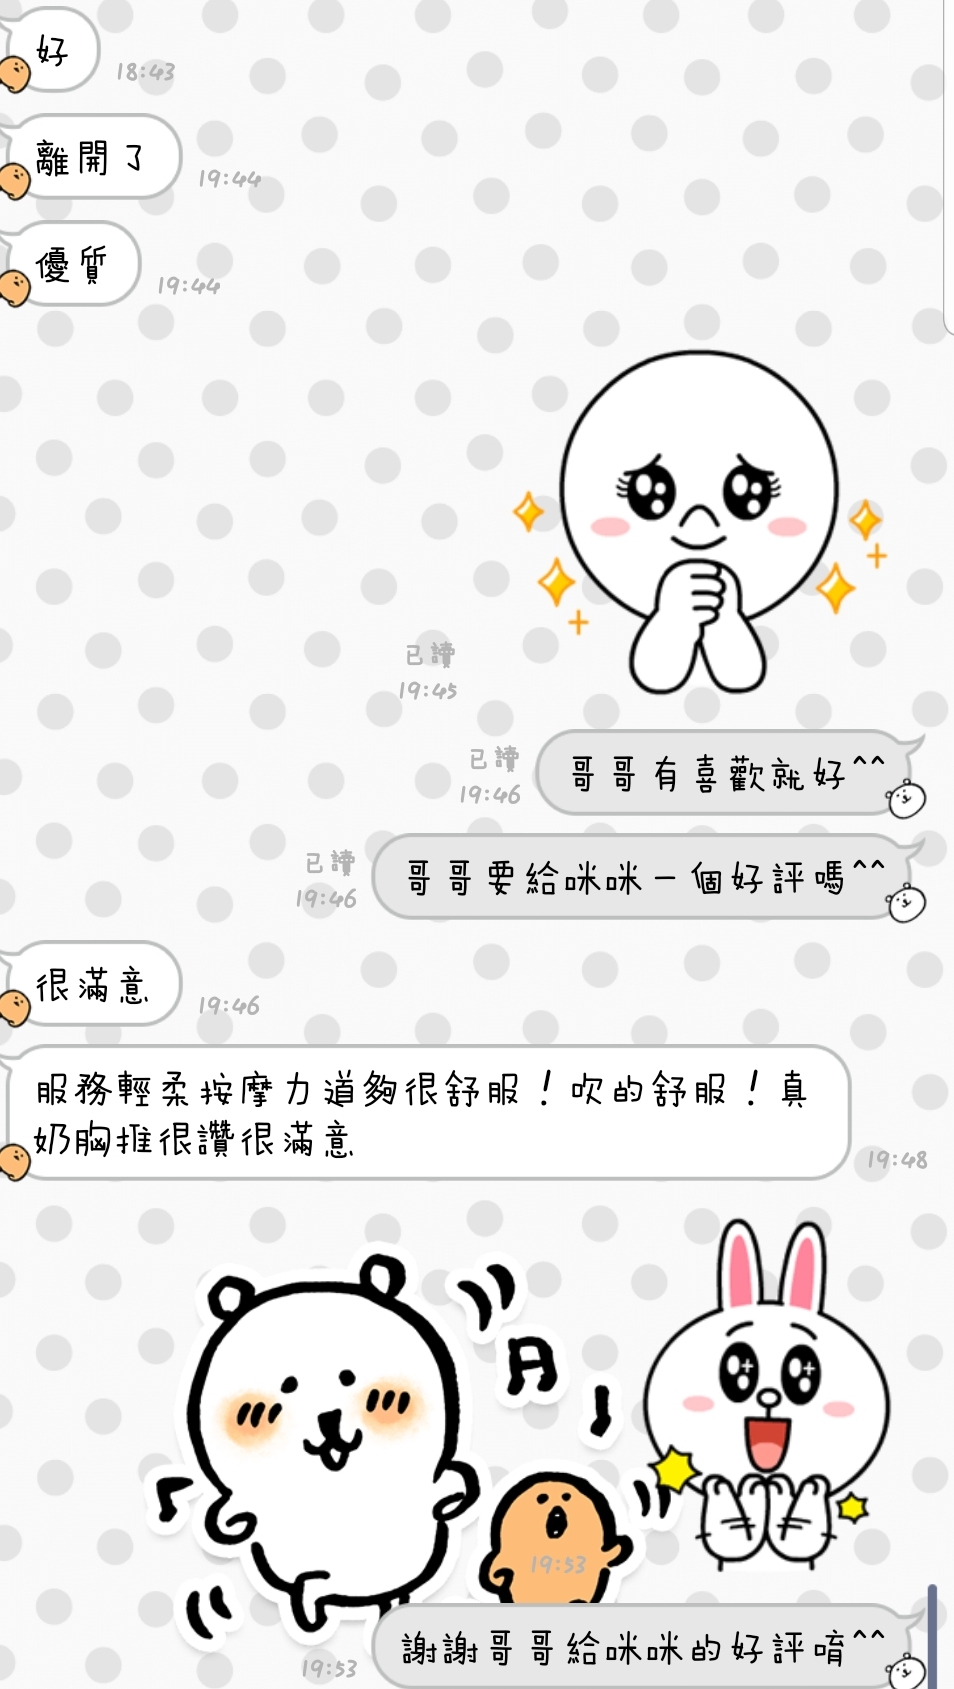 好
18:43
離開了
19:44
優質
19:44
已讀
19:45
已讀
19:46
哥哥有喜歡就好^^
已讀
19:46
哥哥要給咪咪一個好評嗎^^
很滿意
19:46
服務輕柔按摩力道夠很舒服！吹的舒服！真
奶胸推很讚很滿意
19:48
19:53
謝謝哥哥給咪咪的好評唷^^
19:53